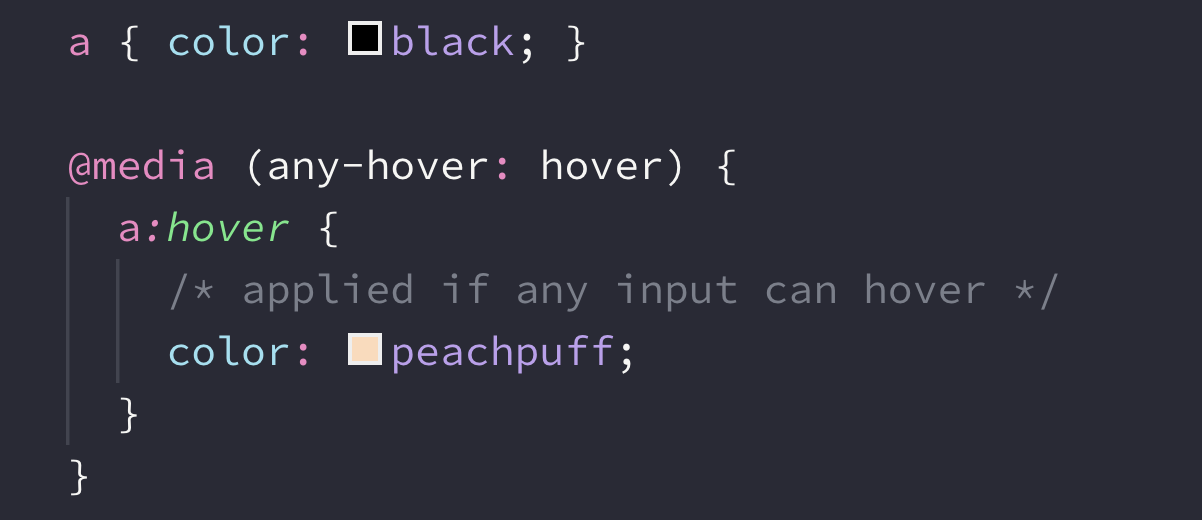 a { color: black; }
@media (any-hover: hover) {
a:hover {
/* applied if any input can hover */
color: peachpuff;
}
}